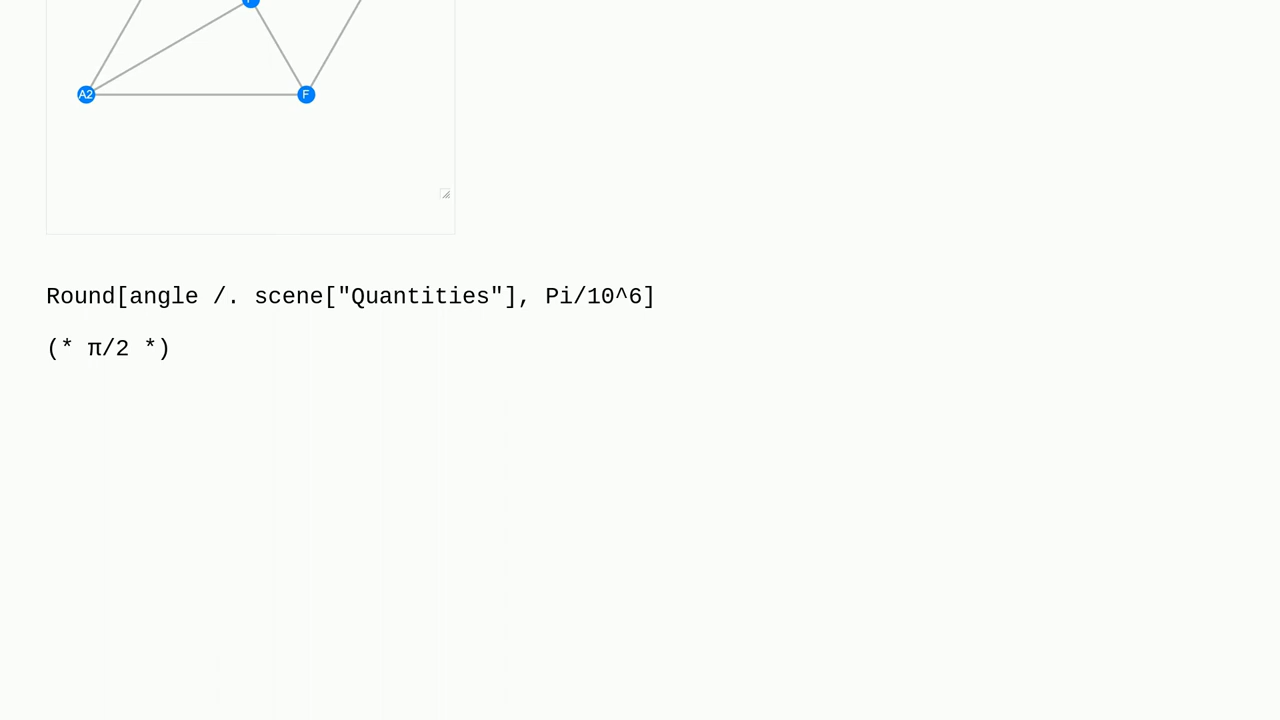 A2
F
Round[angle /. scene["Quantities"], Pi/10^6]
(* π/2 *)